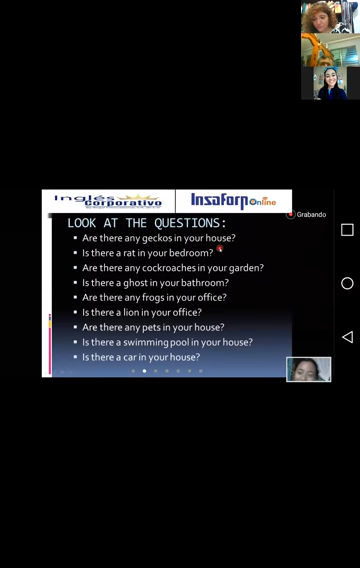 Inglés
corporativo
Insaforp Online
Grabando
LOOK AT THE QUESTIONS:
Are there any geckos in your house?
Is there a rat in your bedroom?
Are there any cockroaches in your garden?
Is there a ghost in your bathroom?
Are there any frogs in your office?
Is there a lion in your office?
Are there any pets in your house?
Is there a swimming pool in your house?
Is there a car in your house?